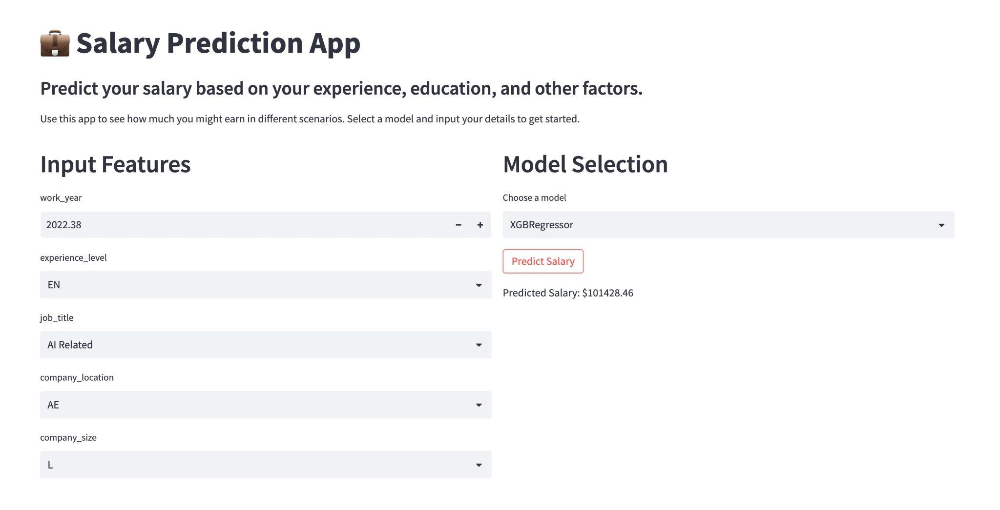 Salary Prediction App
Predict your salary based on your experience, education, and other factors.
Use this app to see how much you might earn in different scenarios. Select a model and input your details to get started.
Input Features
work_year
2022.38
experience_level
EN
job_title
AI Related
company_location
AE
company_size
L
Model Selection
Choose a model
XGBRegressor
Predict Salary
Predicted Salary: $101428.46